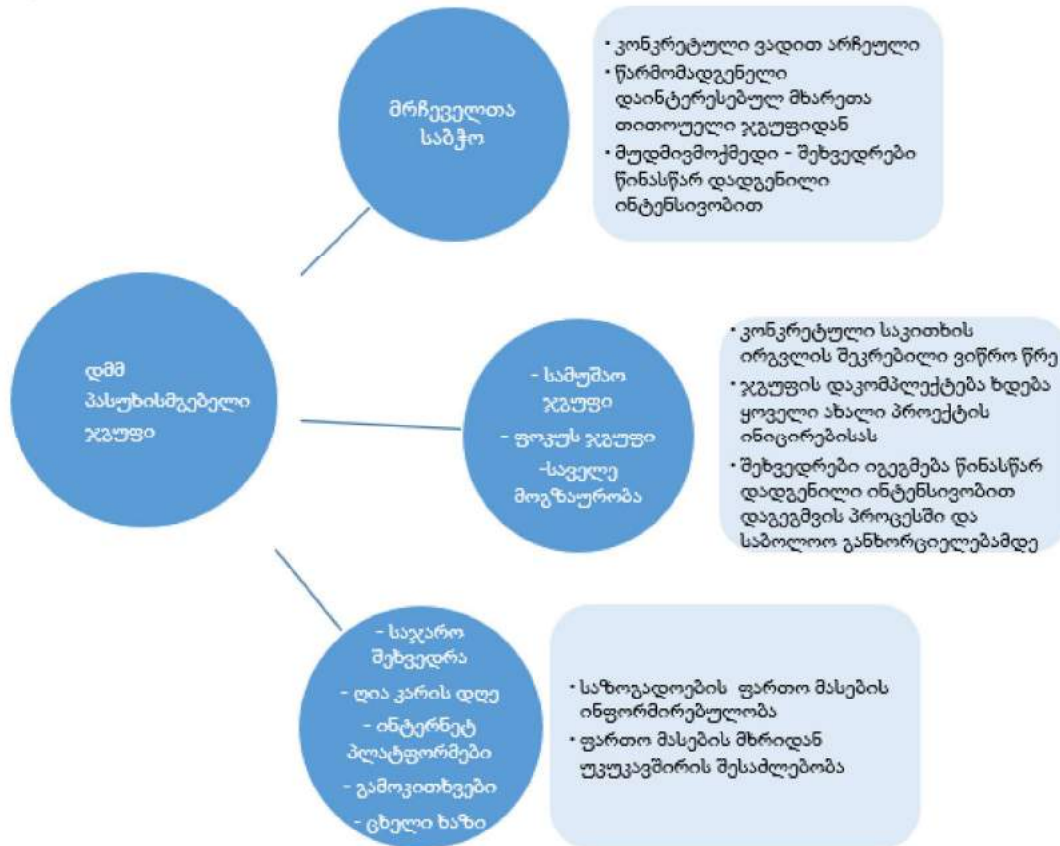 მრჩეველთა
საბჭო
• კონკრეტული ვადით არჩეული
• წარმომადგენელი
დაინტერესებულ მხარეთა
თითოეული ჯგუფიდან
• მუდმივმოქმედი - შეხვედრები
წინასწარ დადგენილი
ინტენსივობით
დმმ
პასუხისმგებელი
ჯგუფი
- სამუშაო
ჯგუფი
- ფოკუს ჯგუფი
-საველე
მოგზაურობა
• კონკრეტული საკითხის
ირგვლის შეკრებილი ვიწრო წრე
• ჯგუფის დაკომპლექტება ხდება
ყოველი ახალი პროექტის
ინიცირებისას
• შეხვედრები იგეგმება წინასწარ
დადგენილი ინტენსივობით
დაგეგმვის პროცესში და
საბოლოო განხორციელებამდე
- საჯარო
შეხვედრა
- ღია კარის დღე
- ინტერნეტ
პლატფორმები
- გამოკითხვები
- ცხელი ხაზი
• საზოგადოების ფართო მასების
ინფორმირებულობა
• ფართო მასების მხრიდან
უკუკავშირის შესაძლებობა